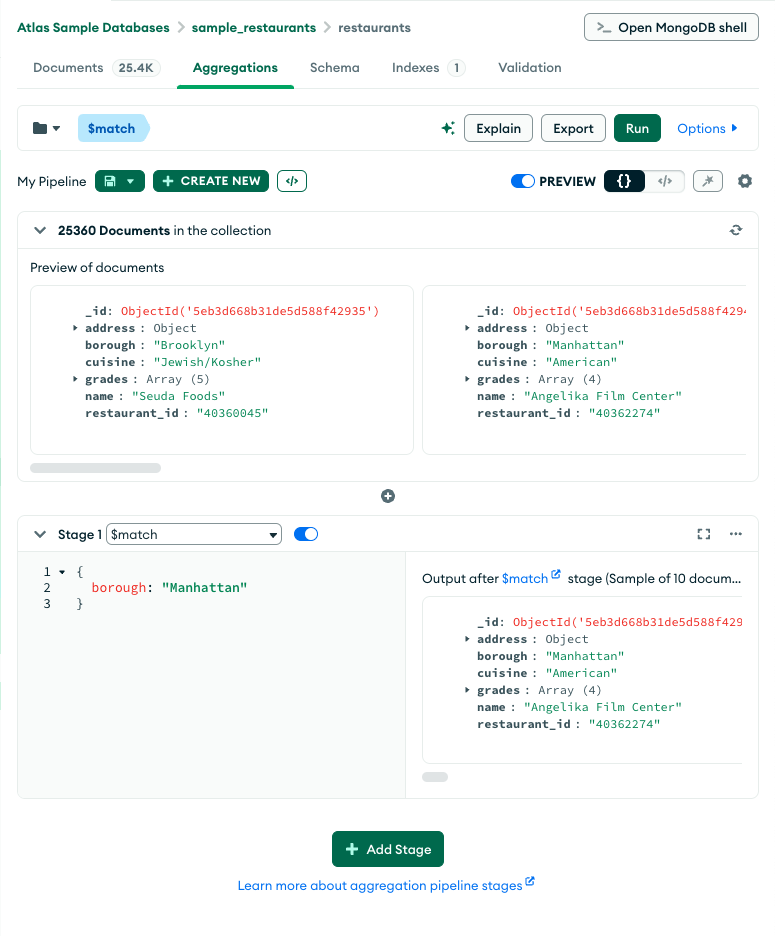 Atlas Sample Databases > sample_restaurants > restaurants
>_ Open MongoDB shell
Documents 25.4K Aggregations Schema Indexes 1 Validation
$match Explain Export Run Options
My Pipeline + CREATE NEW </> PREVIEW {} </>
25360 Documents in the collection
Preview of documents
_id: ObjectId('5eb3d668b31de5d588f42935')
address : Object
borough : "Brooklyn"
cuisine : "Jewish/Kosher"
grades : Array (5)
name : "Seuda Foods"
restaurant_id : "40360045"
_id: ObjectId('5eb3d668b31de5d588f294
address : Object
borough : "Manhattan"
cuisine : "American"
grades : Array (4)
name : "Angelika Film Center"
restaurant_id : "40362274"
Stage 1 $match
1 {
2 borough: "Manhattan"
3 }
Output after $match stage (Sample of 10 docum...
_id: ObjectId('5eb3d668b31de5d588f429
address : Object
borough : "Manhattan"
cuisine : "American"
grades : Array (4)
name : "Angelika Film Center"
restaurant_id : "40362274"
+ Add Stage
Learn more about aggregation pipeline stages